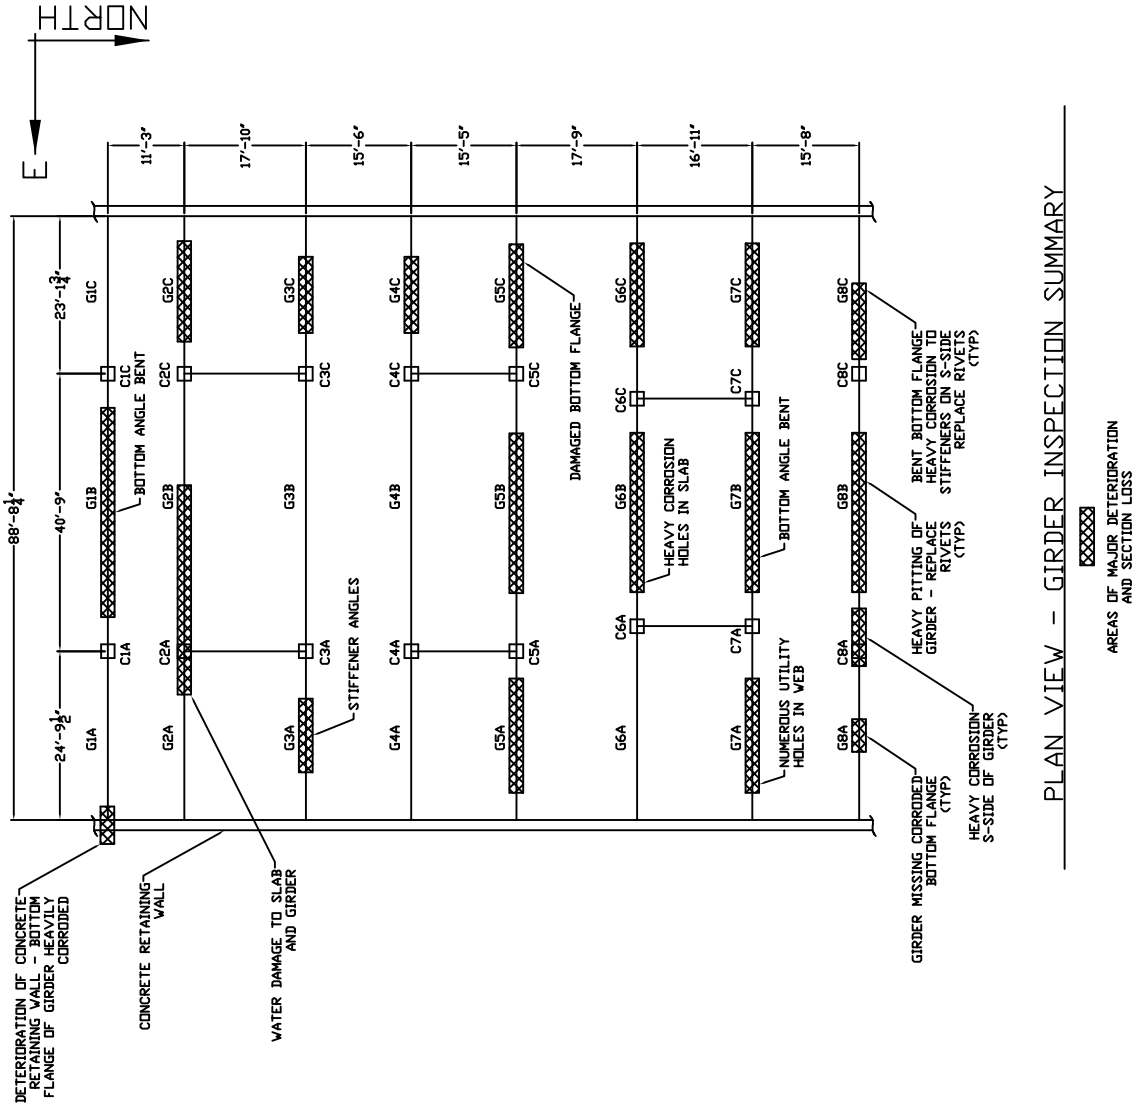 NORTH
E
88'-8¼"
24'-9½"
40'-9"
23'-1¾"
11'-3"
17'-10"
15'-6"
15'-5"
17'-9"
16'-11"
15'-8"
G1A
G1B
G1C
C1A
C1C
BOTTOM ANGLE BENT
DETERIORATION OF CONCRETE
RETAINING WALL - BOTTOM
FLANGE OF GIRDER HEAVILY
CORRODED
CONCRETE RETAINING
WALL
G2A
C2A
G2B
C2C
G2C
WATER DAMAGE TO SLAB
AND GIRDER
G3A
G3B
G3C
C3A
C3C
STIFFENER ANGLES
G4A
C4A
G4B
C4C
G4C
G5A
G5B
G5C
C5A
C5C
DAMAGED BOTTOM FLANGE
G6A
C6A
G6B
C6C
G6C
HEAVY CORROSION
HOLES IN SLAB
G7A
C7A
G7B
C7C
G7C
NUMEROUS UTILITY
HOLES IN WEB
BOTTOM ANGLE BENT
G8A
C8A
G8B
C8C
G8C
GIRDER MISSING CORRODED
BOTTOM FLANGE
(TYP)
HEAVY CORROSION
S-SIDE OF GIRDER
(TYP)
HEAVY PITTING OF
GIRDER - REPLACE
RIVETS
(TYP)
BENT BOTTOM FLANGE
HEAVY CORROSION TO
STIFFENERS ON S-SIDE
REPLACE RIVETS
(TYP)
PLAN VIEW - GIRDER INSPECTION SUMMARY
AREAS OF MAJOR DETERIORATION
AND SECTION LOSS